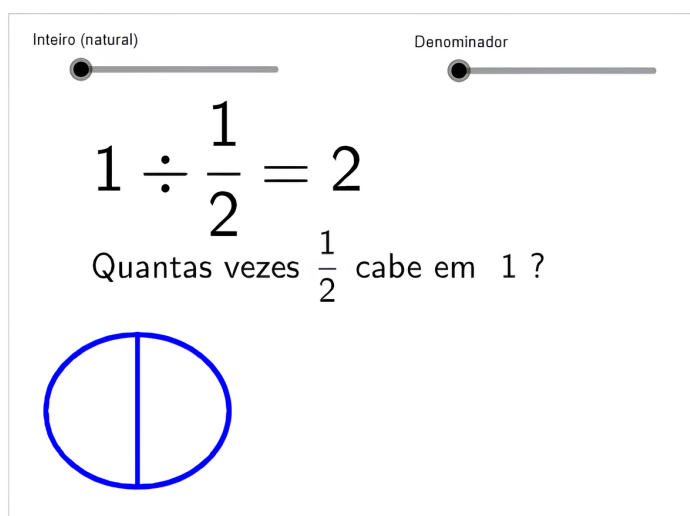 Inteiro (natural)
Denominador
1 ÷ 1/2 = 2
Quantas vezes 1/2 cabe em 1 ?